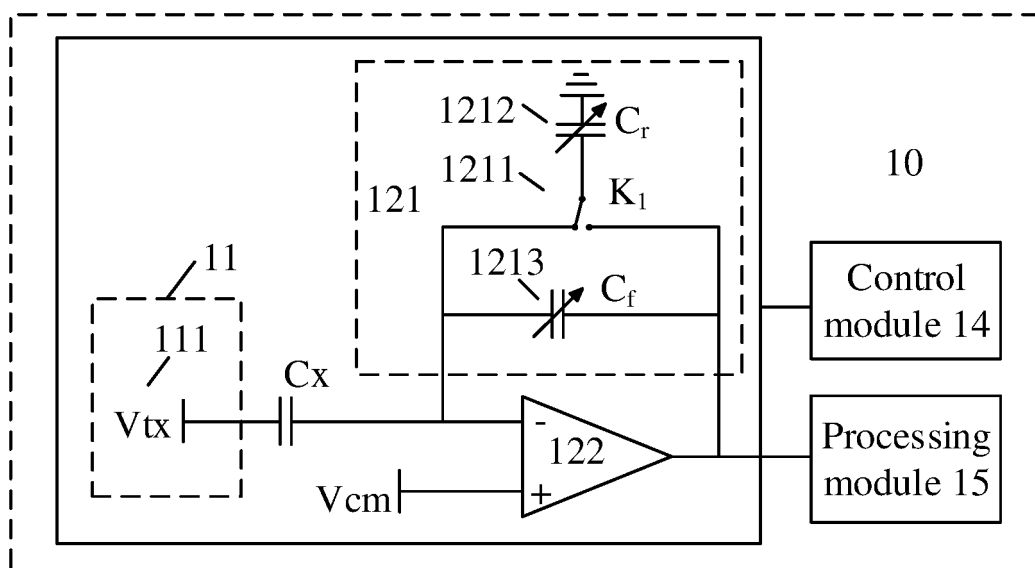 1212
Cr
1211
K1
10
121
11
1213
Cf
Control
module 14
111
Cx
Vtx
-
122
Processing
module 15
Vcm
+